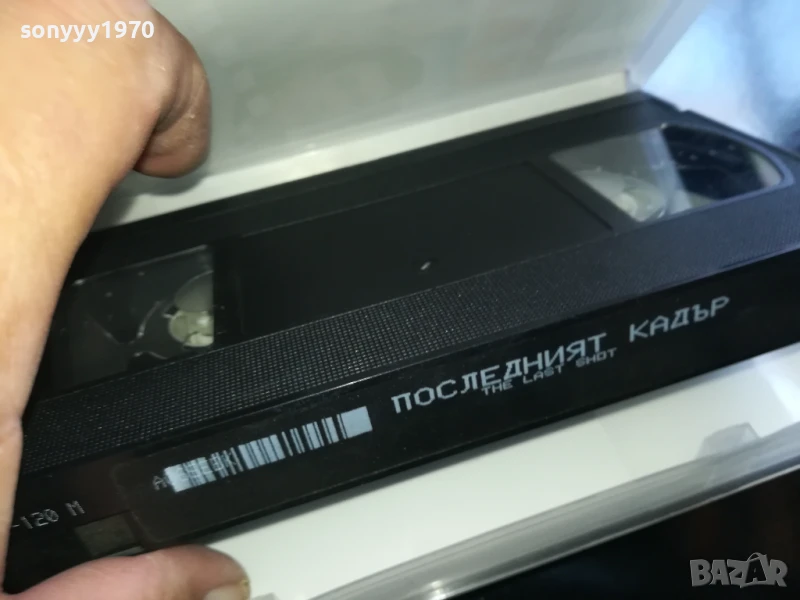 sonyyy1970
ПОСЛЕДНИЯТ КАДЪР
THE LAST SHOT
-120 M
BAZAR